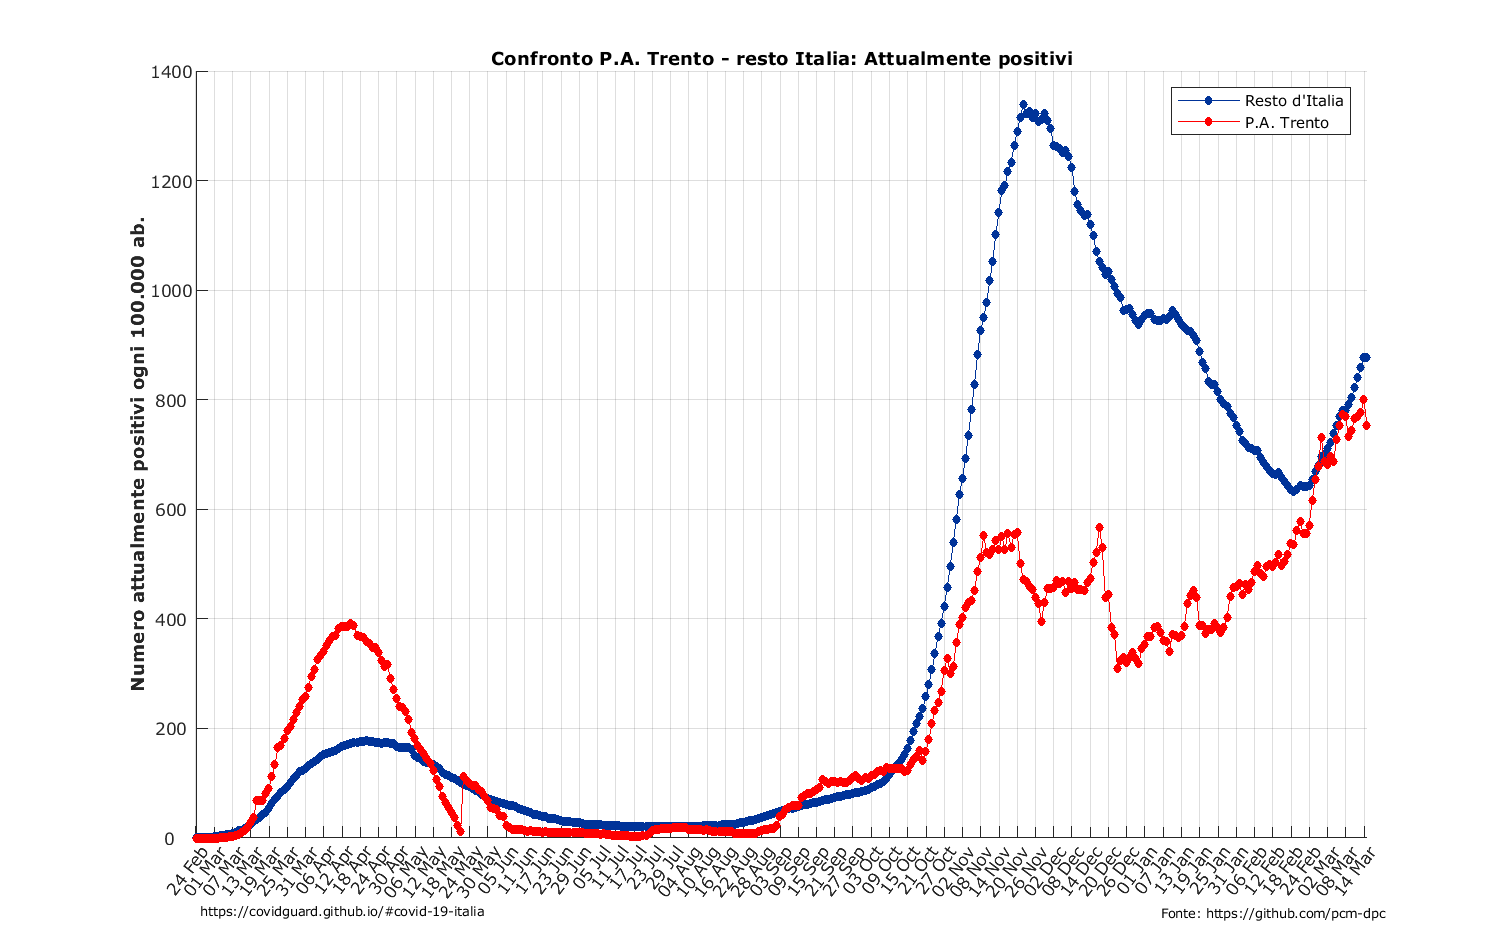 Confronto P.A. Trento - resto Italia: Attualmente positivi
Resto d'Italia
P.A. Trento
Numero attualmente positivi ogni 100.000 ab.
1400
1200
1000
800
600
400
200
0
24 Feb
01 Mar
07 Mar
13 Mar
19 Mar
25 Mar
31 Mar
06 Apr
12 Apr
18 Apr
24 Apr
30 Apr
06 May
12 May
18 May
24 May
30 May
05 Jun
11 Jun
17 Jun
23 Jun
29 Jun
05 Jul
11 Jul
17 Jul
23 Jul
29 Jul
04 Aug
10 Aug
16 Aug
22 Aug
28 Aug
03 Sep
09 Sep
15 Sep
21 Sep
27 Sep
03 Oct
09 Oct
15 Oct
21 Oct
27 Oct
02 Nov
08 Nov
14 Nov
20 Nov
26 Nov
02 Dec
08 Dec
14 Dec
20 Dec
26 Dec
01 Jan
07 Jan
13 Jan
19 Jan
25 Jan
31 Jan
06 Feb
12 Feb
18 Feb
24 Feb
02 Mar
08 Mar
14 Mar
https://covidguard.github.io/#covid-19-italia
Fonte: https://github.com/pcm-dpc